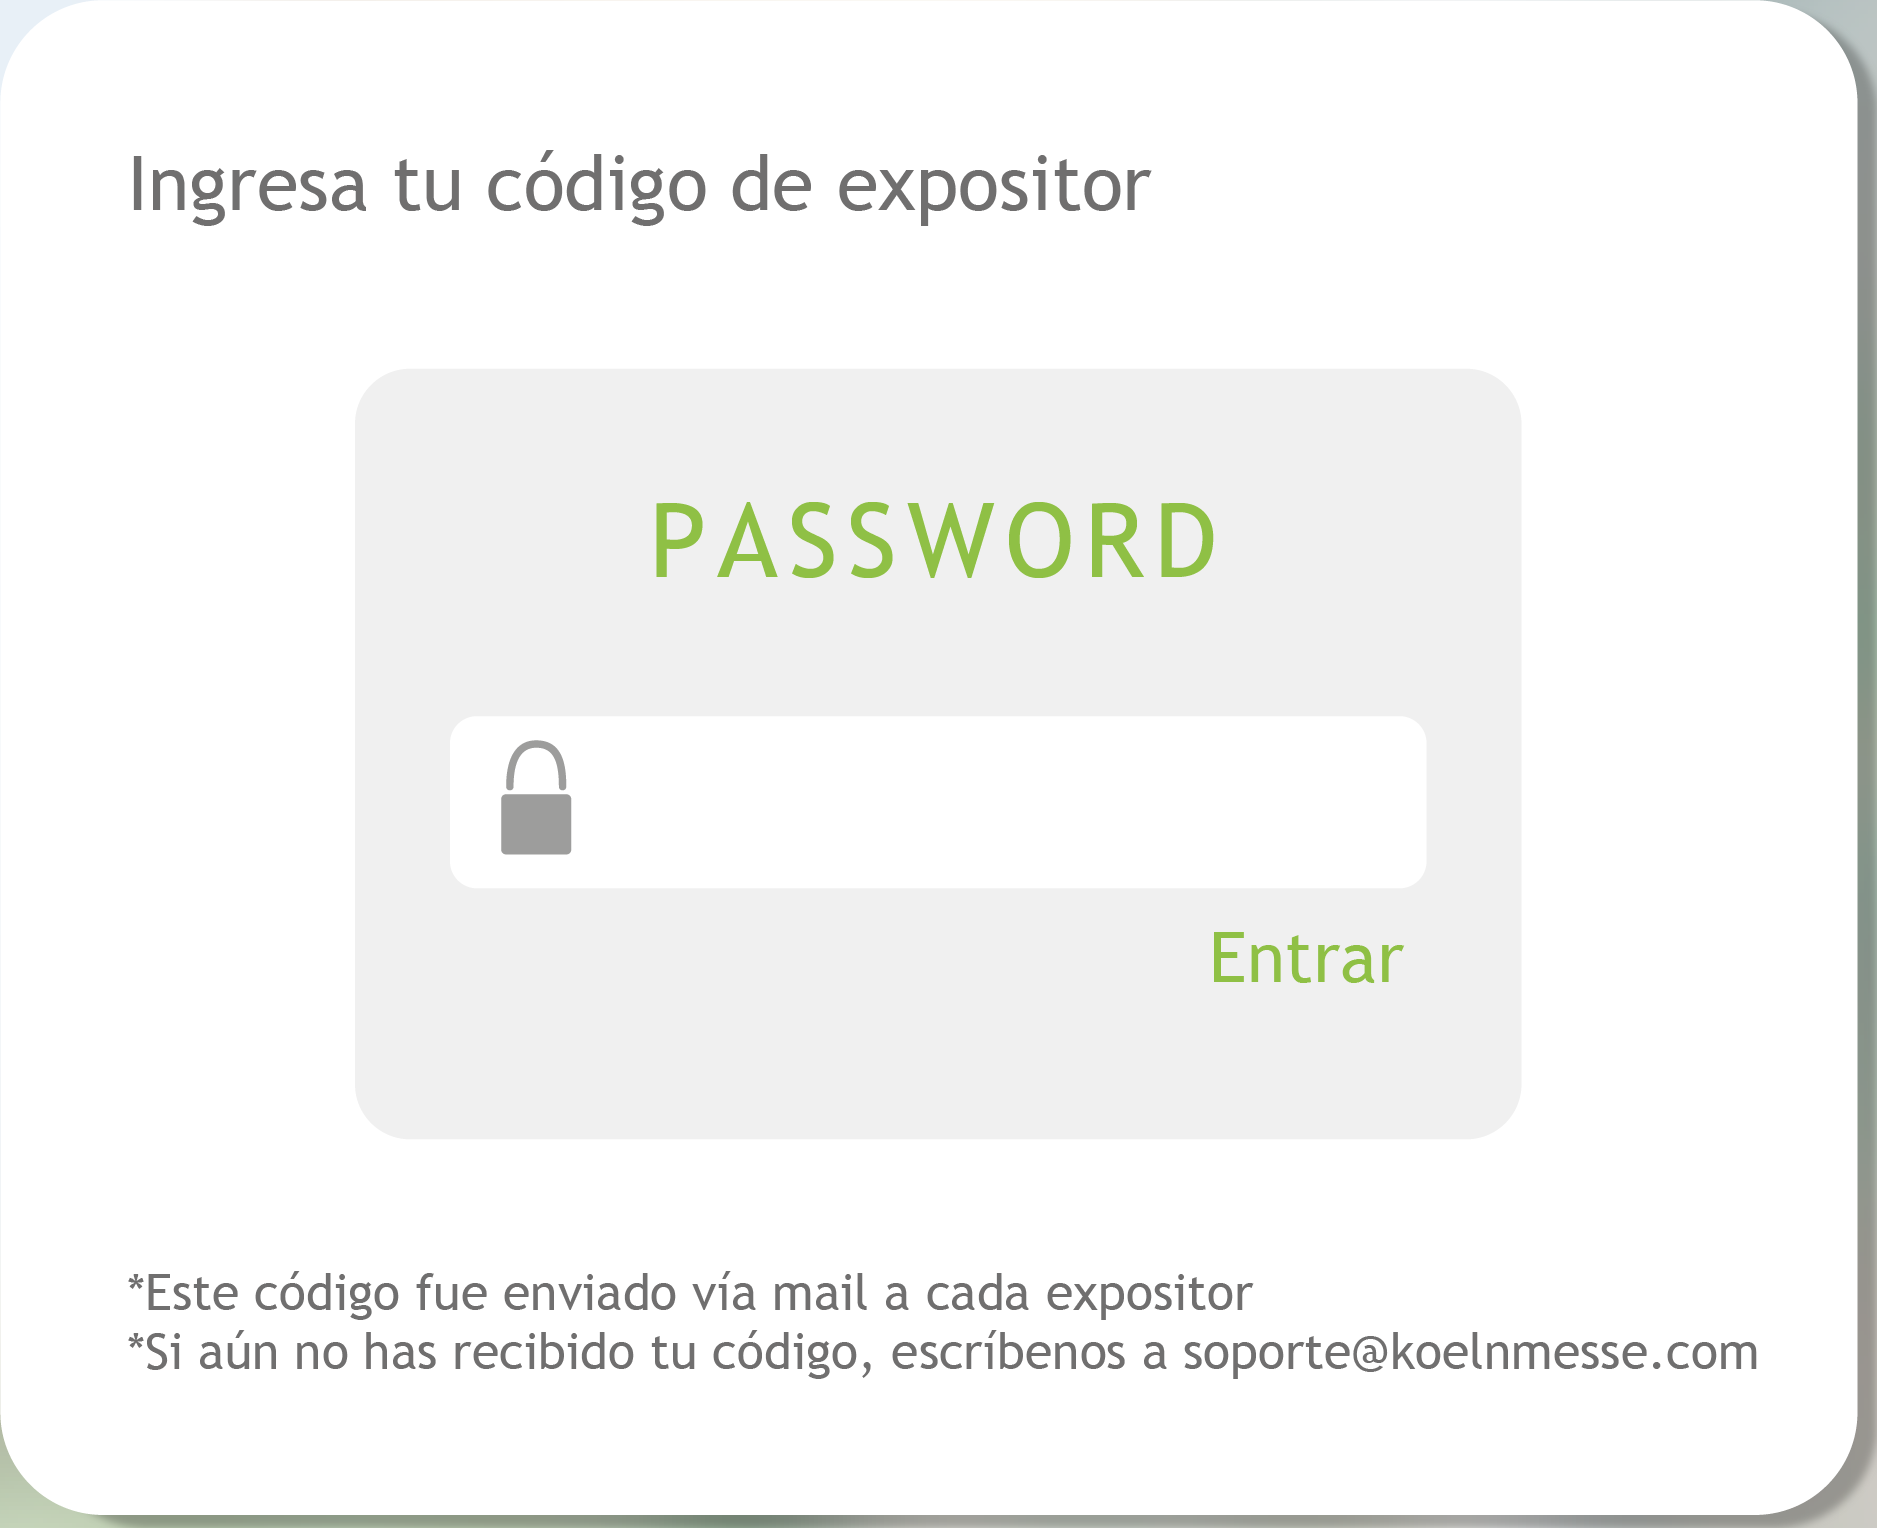 Ingresa tu código de expositor
PASSWORD
Entrar
*Este código fue enviado vía mail a cada expositor
*Si aún no has recibido tu código, escríbenos a soporte@koelnmesse.com